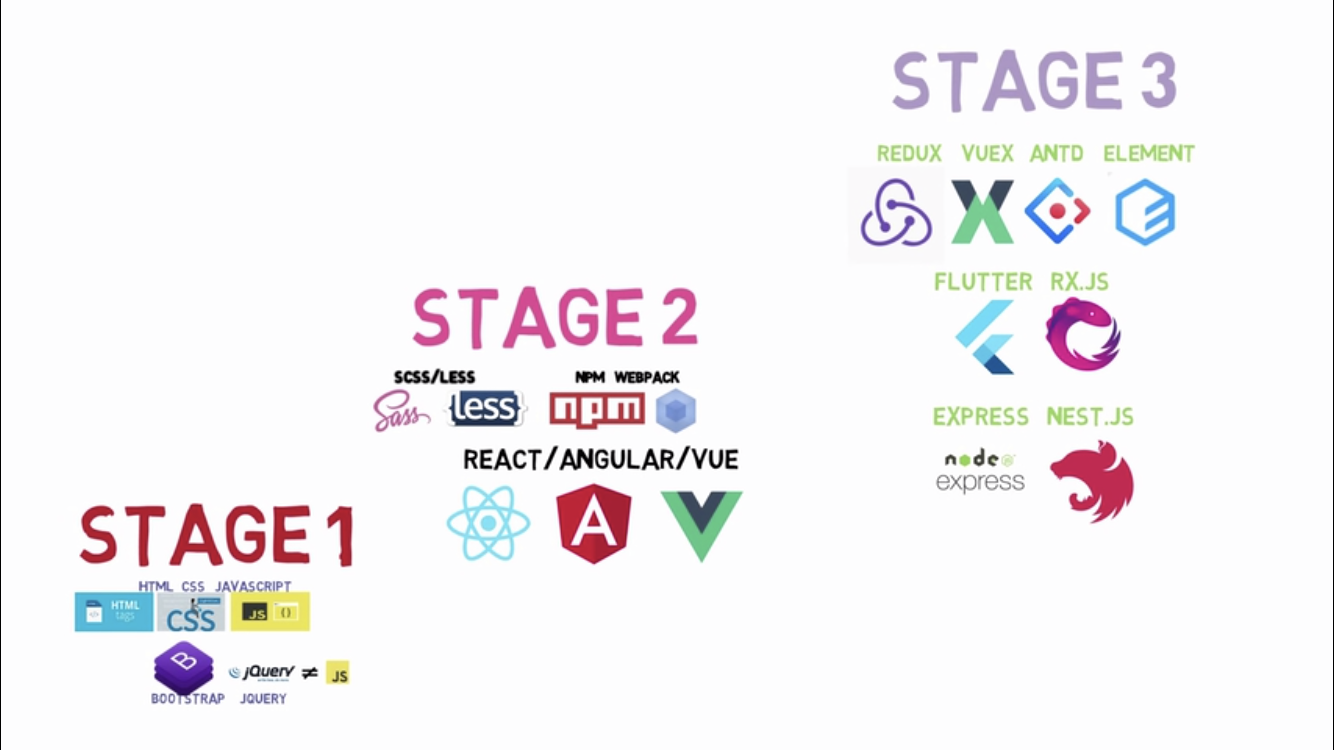 STAGE 3
REDUX VUEX ANTD ELEMENT
FLUTTER RX.JS
EXPRESS NEST.JS
node
express
STAGE 2
SCSS/LESS NPM WEBPACK
Sass {less} npm
REACT/ANGULAR/VUE
A
STAGE 1
HTML CSS JAVASCRIPT
HTML
tags
CSS
JS { }
B
jQuery ≠ JS
BOOTSTRAP JQUERY